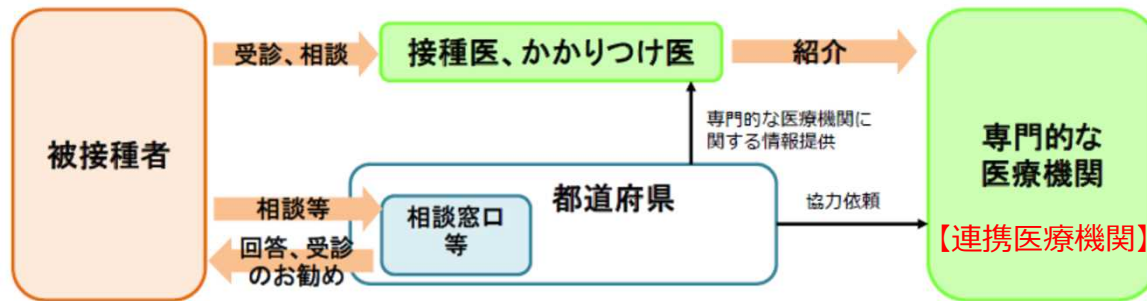 被接種者
受診、相談
接種医、かかりつけ医
紹介
専門的な
医療機関
【連携医療機関】
専門的な医療機関に
関する情報提供
都道府県
相談窓口
等
相談等
回答、受診
のお勧め
協力依頼